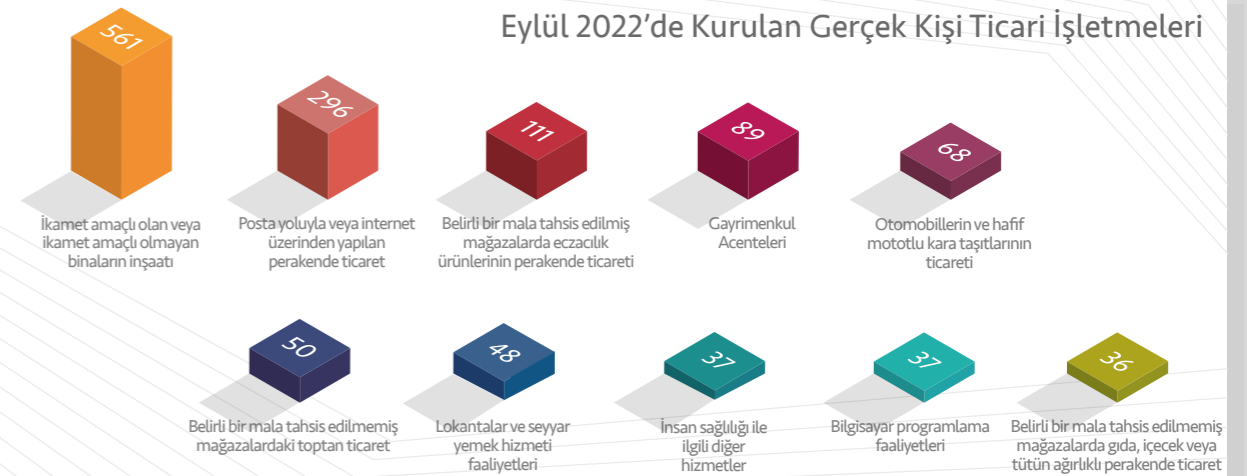 Eylül 2022’de Kurulan Gerçek Kişi Ticari İşletmeleri
561
296
111
89
68
İkamet amaçlı olan veya
ikamet amaçlı olmayan
binaların inşaatı
Posta yoluyla veya internet
üzerinden yapılan
perakende ticaret
Belirli bir mala tahsis edilmiş
mağazalarda eczacılık
ürünlerinin perakende ticareti
Gayrimenkul
Acenteleri
Otomobillerin ve hafif
mototlu kara taşıtlarının
ticareti
50
48
37
37
36
Belirli bir mala tahsis edilmemiş
mağazalardaki toptan ticaret
Lokantalar ve seyyar
yemek hizmeti
faaliyetleri
İnsan sağlılığı ile
ilgili diğer
hizmetler
Bilgisayar programlama
faaliyetleri
Belirli bir mala tahsis edilmemiş
mağazalarda gıda, içecek veya
tütün ağırlıklı perakende ticaret